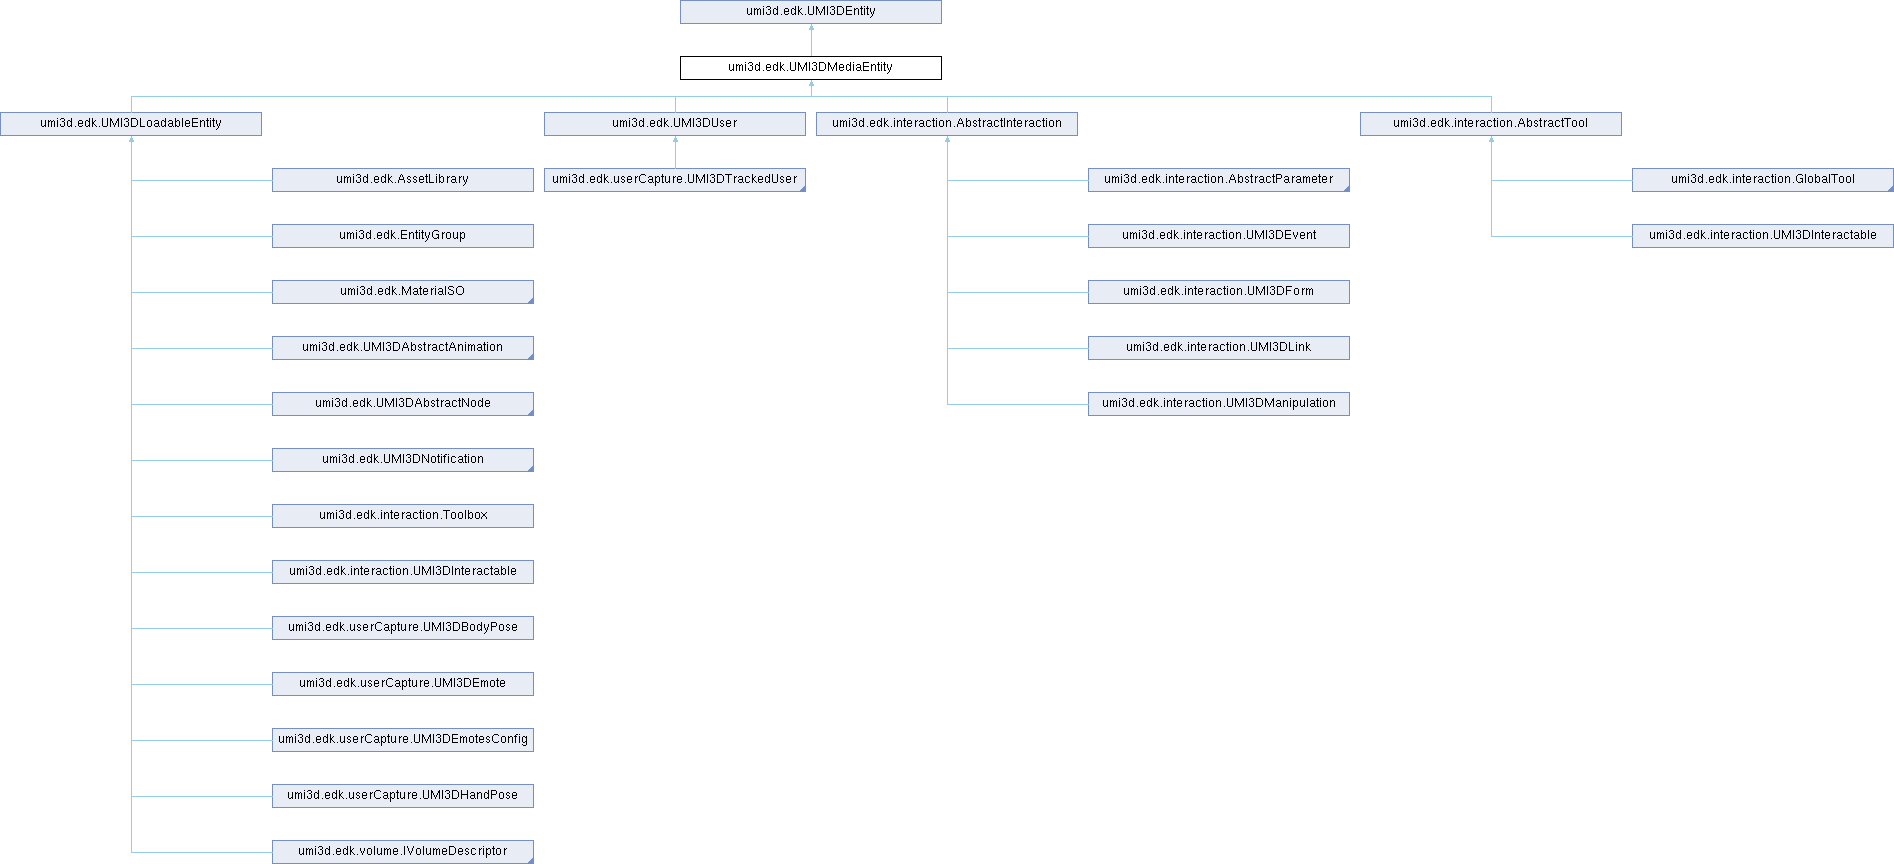 umi3d.edk.UMI3DEntity
umi3d.edk.UMI3DMediaEntity
umi3d.edk.UMI3DLoadableEntity
umi3d.edk.UMI3DUser
umi3d.edk.interaction.AbstractInteraction
umi3d.edk.interaction.AbstractTool
umi3d.edk.AssetLibrary
umi3d.edk.userCapture.UMI3DTrackedUser
umi3d.edk.interaction.AbstractParameter
umi3d.edk.interaction.GlobalTool
umi3d.edk.EntityGroup
umi3d.edk.interaction.UMI3DEvent
umi3d.edk.interaction.UMI3DInteractable
umi3d.edk.MaterialSO
umi3d.edk.interaction.UMI3DForm
umi3d.edk.UMI3DAbstractAnimation
umi3d.edk.interaction.UMI3DLink
umi3d.edk.UMI3DAbstractNode
umi3d.edk.interaction.UMI3DManipulation
umi3d.edk.UMI3DNotification
umi3d.edk.interaction.Toolbox
umi3d.edk.interaction.UMI3DInteractable
umi3d.edk.userCapture.UMI3DBodyPose
umi3d.edk.userCapture.UMI3DEmote
umi3d.edk.userCapture.UMI3DEmotesConfig
umi3d.edk.userCapture.UMI3DHandPose
umi3d.edk.volume.IVolumeDescriptor